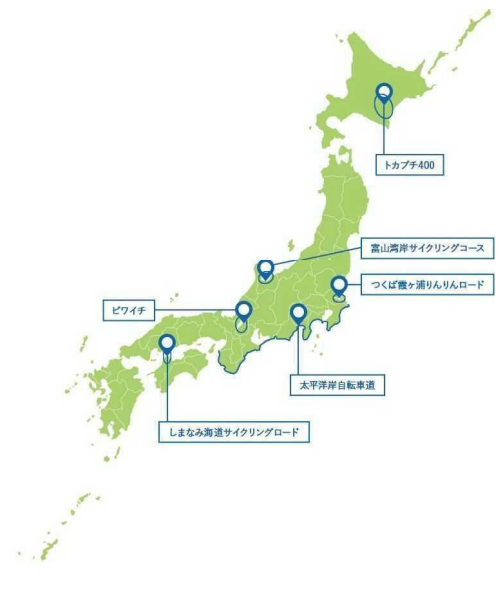 トカプチ400
富山湾岸サイクリングコース
つくば霞ヶ浦りんりんロード
ビワイチ
太平洋岸自転車道
しまなみ海道サイクリングロード